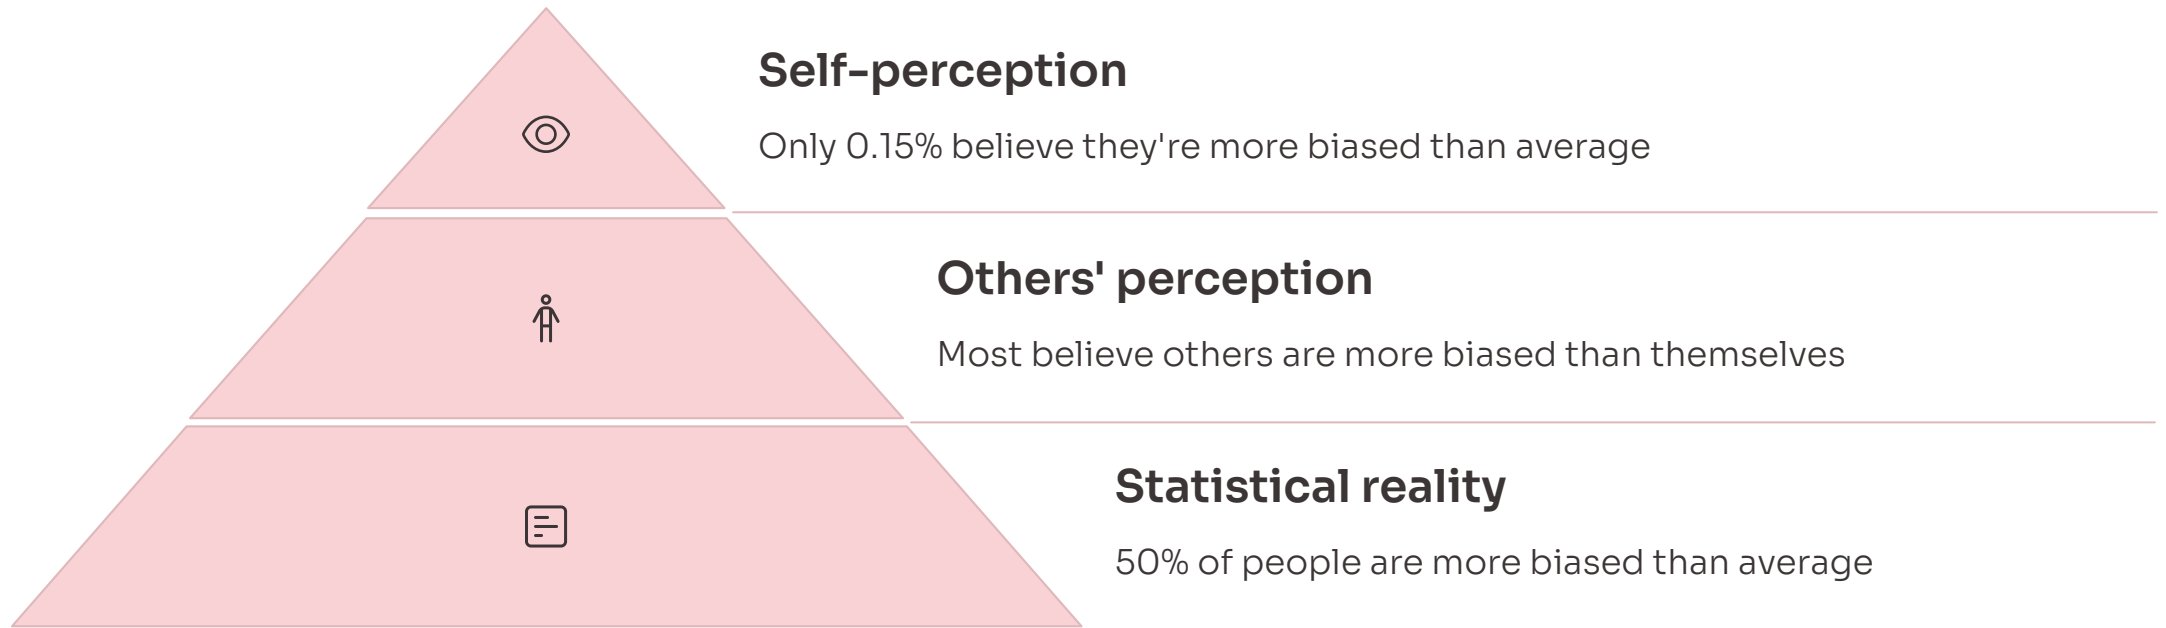 Self-perception
Only 0.15% believe they're more biased than average
Others' perception
Most believe others are more biased than themselves
Statistical reality
50% of people are more biased than average